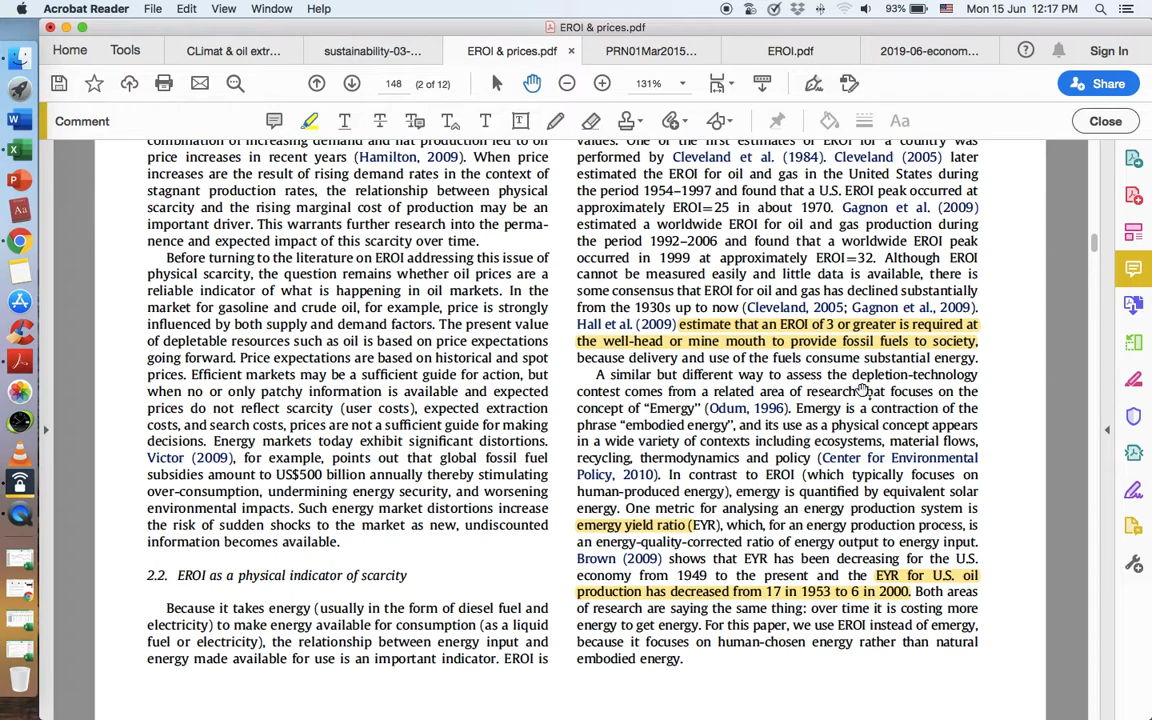 Acrobat Reader File Edit View Window Help 93% Mon 15 Jun 12:17 PM
EROI & prices.pdf
Home Tools CLimat & oil extr... sustainability-03-... EROI & prices.pdf × PRN01Mar2015... EROI.pdf 2019-06-econom... Sign In
148 (2 of 12) 131% Share
Comment Aa Close
combination of increasing demand and flat production led to oil
price increases in recent years (Hamilton, 2009). When price
increases are the result of rising demand rates in the context of
stagnant production rates, the relationship between physical
scarcity and the rising marginal cost of production may be an
important driver. This warrants further research into the perma-
nence and expected impact of this scarcity over time.
Before turning to the literature on EROI addressing this issue of
physical scarcity, the question remains whether oil prices are a
reliable indicator of what is happening in oil markets. In the
market for gasoline and crude oil, for example, price is strongly
influenced by both supply and demand factors. The present value
of depletable resources such as oil is based on price expectations
going forward. Price expectations are based on historical and spot
prices. Efficient markets may be a sufficient guide for action, but
when no or only patchy information is available and expected
prices do not reflect scarcity (user costs), expected extraction
costs, and search costs, prices are not a sufficient guide for making
decisions. Energy markets today exhibit significant distortions.
Victor (2009), for example, points out that global fossil fuel
subsidies amount to US$500 billion annually thereby stimulating
over-consumption, undermining energy security, and worsening
environmental impacts. Such energy market distortions increase
the risk of sudden shocks to the market as new, undiscounted
information becomes available.
2.2. EROI as a physical indicator of scarcity
Because it takes energy (usually in the form of diesel fuel and
electricity) to make energy available for consumption (as a liquid
fuel or electricity), the relationship between energy input and
energy made available for use is an important indicator. EROI is
values. One of the first estimates of EROI for a country was
performed by Cleveland et al. (1984). Cleveland (2005) later
estimated the EROI for oil and gas in the United States during
the period 1954–1997 and found that a U.S. EROI peak occurred at
approximately EROI=25 in about 1970. Gagnon et al. (2009)
estimated a worldwide EROI for oil and gas production during
the period 1992–2006 and found that a worldwide EROI peak
occurred in 1999 at approximately EROI=32. Although EROI
cannot be measured easily and little data is available, there is
some consensus that EROI for oil and gas has declined substantially
from the 1930s up to now (Cleveland, 2005; Gagnon et al., 2009).
Hall et al. (2009) estimate that an EROI of 3 or greater is required at
the well-head or mine mouth to provide fossil fuels to society,
because delivery and use of the fuels consume substantial energy.
A similar but different way to assess the depletion-technology
contest comes from a related area of research that focuses on the
concept of “Emergy” (Odum, 1996). Emergy is a contraction of the
phrase “embodied energy”, and its use as a physical concept appears
in a wide variety of contexts including ecosystems, material flows,
recycling, thermodynamics and policy (Center for Environmental
Policy, 2010). In contrast to EROI (which typically focuses on
human-produced energy), emergy is quantified by equivalent solar
energy. One metric for analysing an energy production system is
emergy yield ratio (EYR), which, for an energy production process, is
an energy-quality-corrected ratio of energy output to energy input.
Brown (2009) shows that EYR has been decreasing for the U.S.
economy from 1949 to the present and the EYR for U.S. oil
production has decreased from 17 in 1953 to 6 in 2000. Both areas
of research are saying the same thing: over time it is costing more
energy to get energy. For this paper, we use EROI instead of emergy,
because it focuses on human-chosen energy rather than natural
embodied energy.